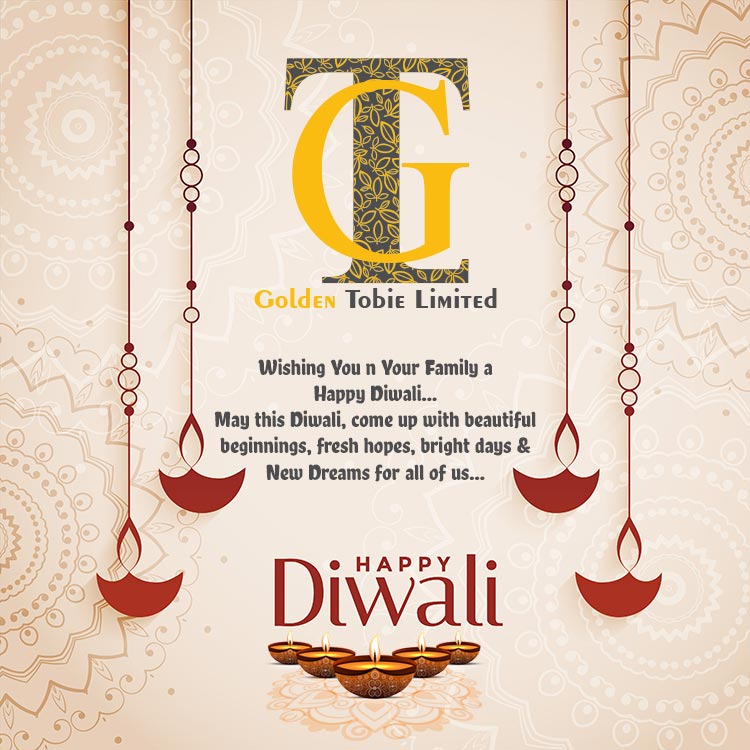 TG
Golden Tobie Limited
Wishing You n Your Family a
Happy Diwali...
May this Diwali, come up with beautiful
beginnings, fresh hopes, bright days &
New Dreams for all of us...
HAPPY
Diwali